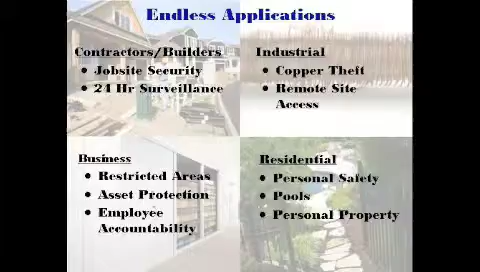 Endless Applications
Contractors/Builders
• Jobsite Security
• 24 Hr Surveillance
Industrial
• Copper Theft
• Remote Site
Access
Business
• Restricted Areas
• Asset Protection
• Employee
Accountability
Residential
• Personal Safety
• Pools
• Personal Property